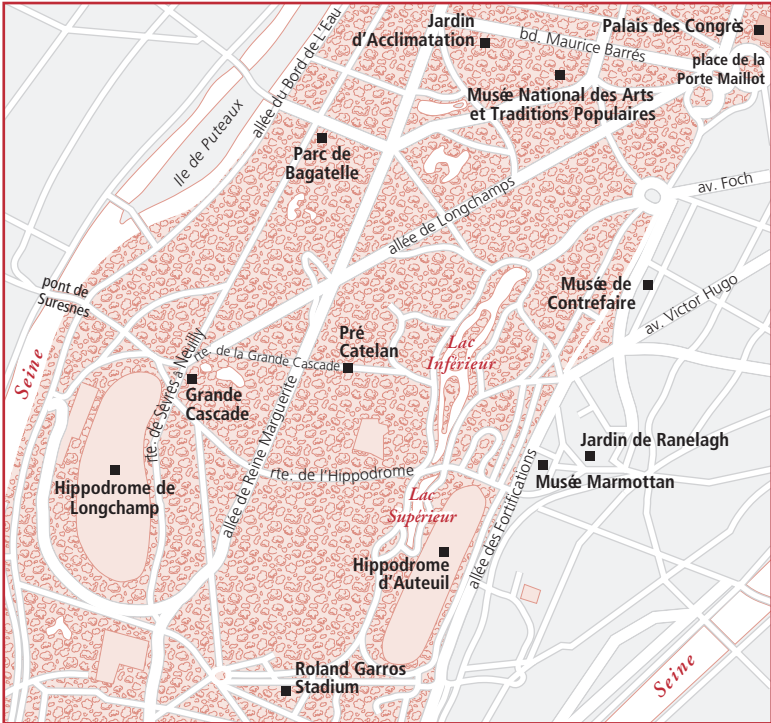 Jardin
d'Acclimatation
bd. Maurice Barrés
Palais des Congrès
place de la
Porte Maillot
Musée National des Arts
et Traditions Populaires
allée du Bord de L'Eau
Ile de Puteaux
Parc de
Bagatelle
av. Foch
allée de Longchamps
pont de
Suresnes
Musée de
Contrefaire
av. Victor Hugo
Seine
rte. de Sèvres à Neuilly
rte. de la Grande Cascade
Pré
Catelan
Lac
Inférieur
Grande
Cascade
allée de Reine Marguerite
Jardin de Ranelagh
Musée Marmottan
rte. de l'Hippodrome
Hippodrome de
Longchamp
Lac
Supérieur
allée des Fortifications
Hippodrome
d'Auteuil
Roland Garros
Stadium
Seine